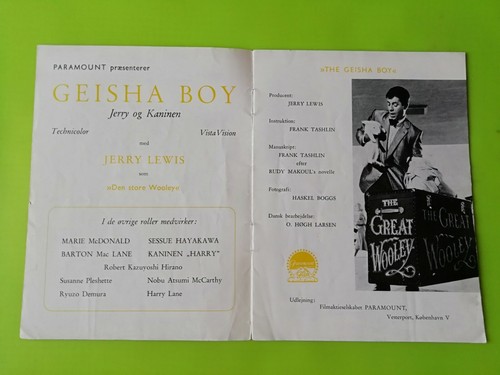 PARAMOUNT præsenterer
GEISHA BOY
Jerry og Kaninen
Technicolor VistaVision
med
JERRY LEWIS
som
»Den store Wooley«
I de øvrige roller medvirker:
MARIE McDONALD SESSUE HAYAKAWA
BARTON Mac LANE KANINEN „HARRY”
Robert Kazuyoshi Hirano
Suzanne Pleshette Nobu Atsumi McCarthy
Ryuzo Demura Harry Lane
»THE GEISHA BOY«
Producent:
JERRY LEWIS
Instruktion:
FRANK TASHLIN
Manuskript:
FRANK TASHLIN
efter
RUDY MAKOUL's novelle
Fotografi:
HASKEL BOGGS
Dansk bearbejdelse:
O. HØGH LARSEN
Udlejning:
Filmaktieselskabet PARAMOUNT,
Vesterport, København V
THE
GREAT
WOOLEY
THE
GREAT
WOOLEY